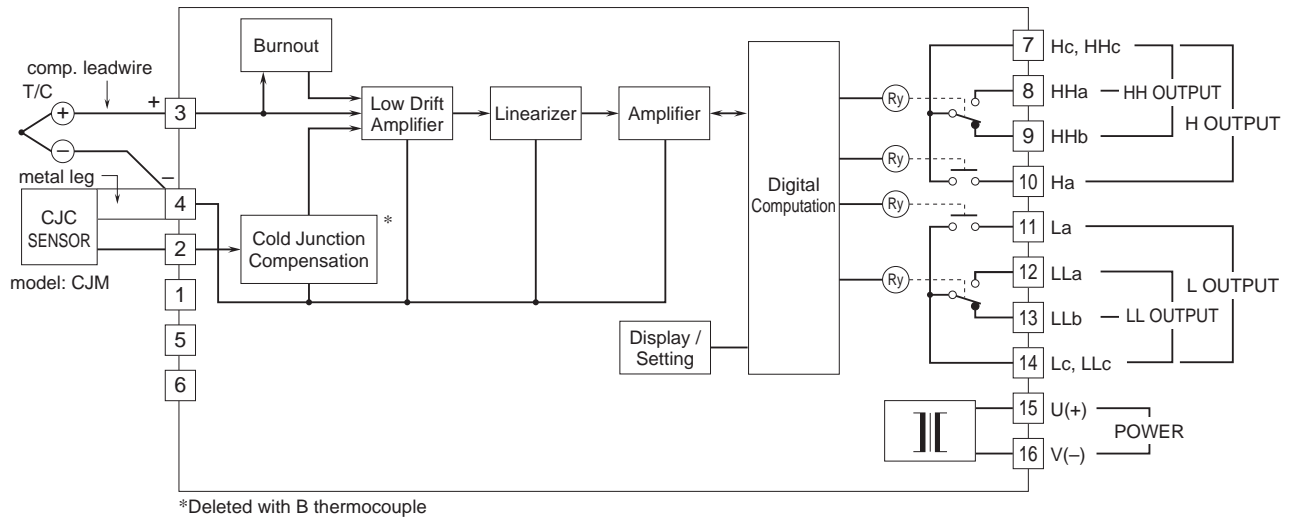 Burnout
comp. leadwire
T/C
+
−
+
3
−
metal leg
4
CJC
SENSOR
2
model: CJM
1
5
6
Low Drift
Amplifier
Linearizer
Amplifier
Cold Junction
Compensation
*
Digital
Computation
Display /
Setting
Ry
Ry
Ry
Ry
7 Hc, HHc
8 HHa
HH OUTPUT
9 HHb
H OUTPUT
10 Ha
11 La
12 LLa
L OUTPUT
13 LLb
LL OUTPUT
14 Lc, LLc
15 U(+)
POWER
16 V(–)
*Deleted with B thermocouple